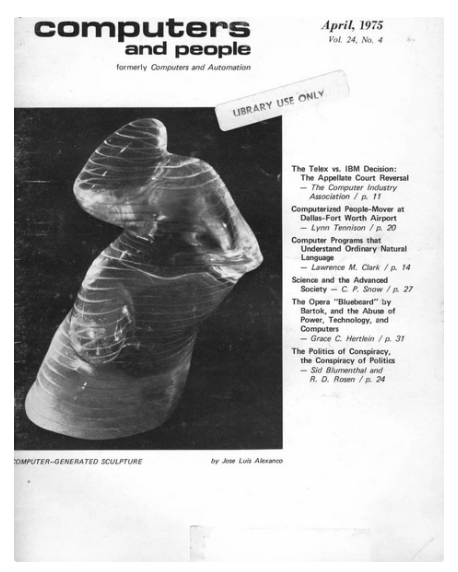 computers
and people
formerly Computers and Automation
April, 1975
Vol. 24, No. 4
LIBRARY USE ONLY
The Telex vs. IBM Decision:
The Appellate Court Reversal
— The Computer Industry
Association / p. 11
Computerized People-Mover at
Dallas-Fort Worth Airport
— Lynn Tennison / p. 20
Computer Programs that
Understand Ordinary Natural
Language
— Lawrence M. Clark / p. 14
Science and the Advanced
Society — C. P. Snow / p. 27
The Opera "Bluebeard" by
Bartok, and the Abuse of
Power, Technology, and
Computers
— Grace C. Hertlein / p. 31
The Politics of Conspiracy,
the Conspiracy of Politics
— Sid Blumenthal and
R. D. Rosen / p. 24
COMPUTER-GENERATED SCULPTURE
by Jose Luis Alexanco